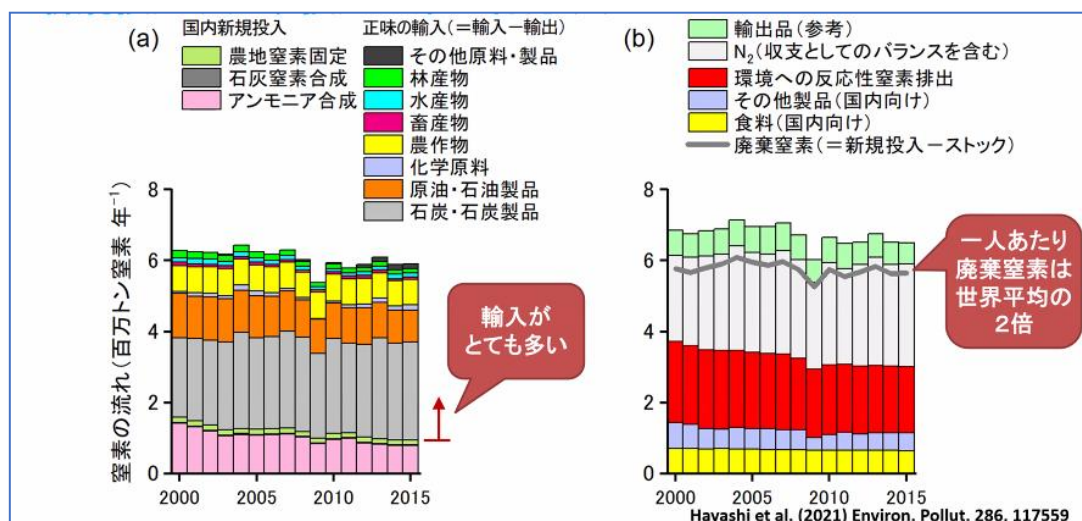 (a)
国内新規投入
農地窒素固定
石灰窒素合成
アンモニア合成
正味の輸入(=輸入−輸出)
その他原料・製品
林産物
水産物
畜産物
農作物
化学原料
原油・石油製品
石炭・石炭製品
窒素の流れ(百万トン窒素 年⁻¹)
8
6
4
2
0
2000
2005
2010
2015
輸入が
とても多い
(b)
輸出品(参考)
N₂(収支としてのバランスを含む)
環境への反応性窒素排出
その他製品(国内向け)
食料(国内向け)
廃棄窒素(=新規投入−ストック)
8
6
4
2
0
2000
2005
2010
2015
一人あたり
廃棄窒素は
世界平均の
2倍
Hayashi et al. (2021) Environ. Pollut. 286, 117559